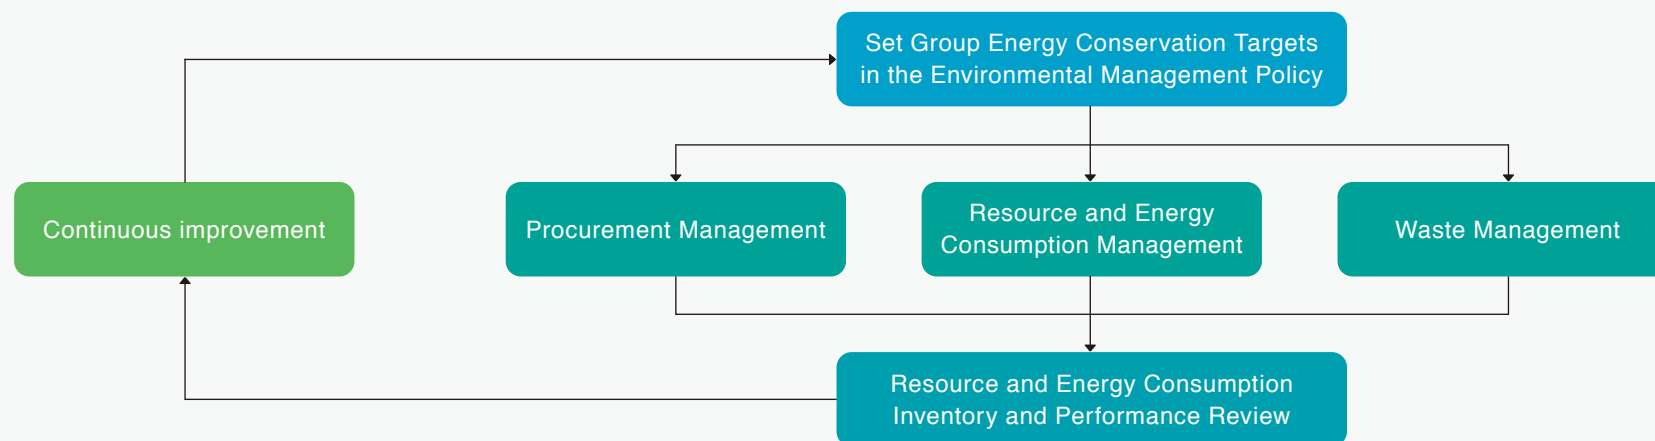 Set Group Energy Conservation Targets
in the Environmental Management Policy
Continuous improvement
Procurement Management
Resource and Energy
Consumption Management
Waste Management
Resource and Energy Consumption
Inventory and Performance Review